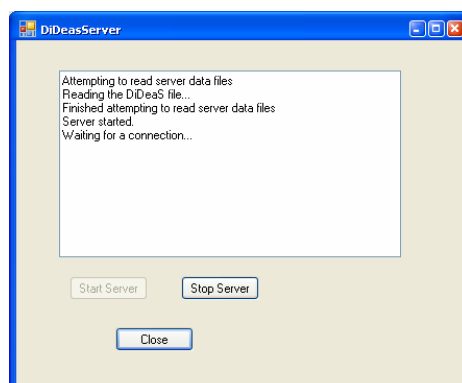 DiDeasServer
Attempting to read server data files
Reading the DiDeaS file...
Finished attempting to read server data files
Server started.
Waiting for a connection...
Start Server
Stop Server
Close